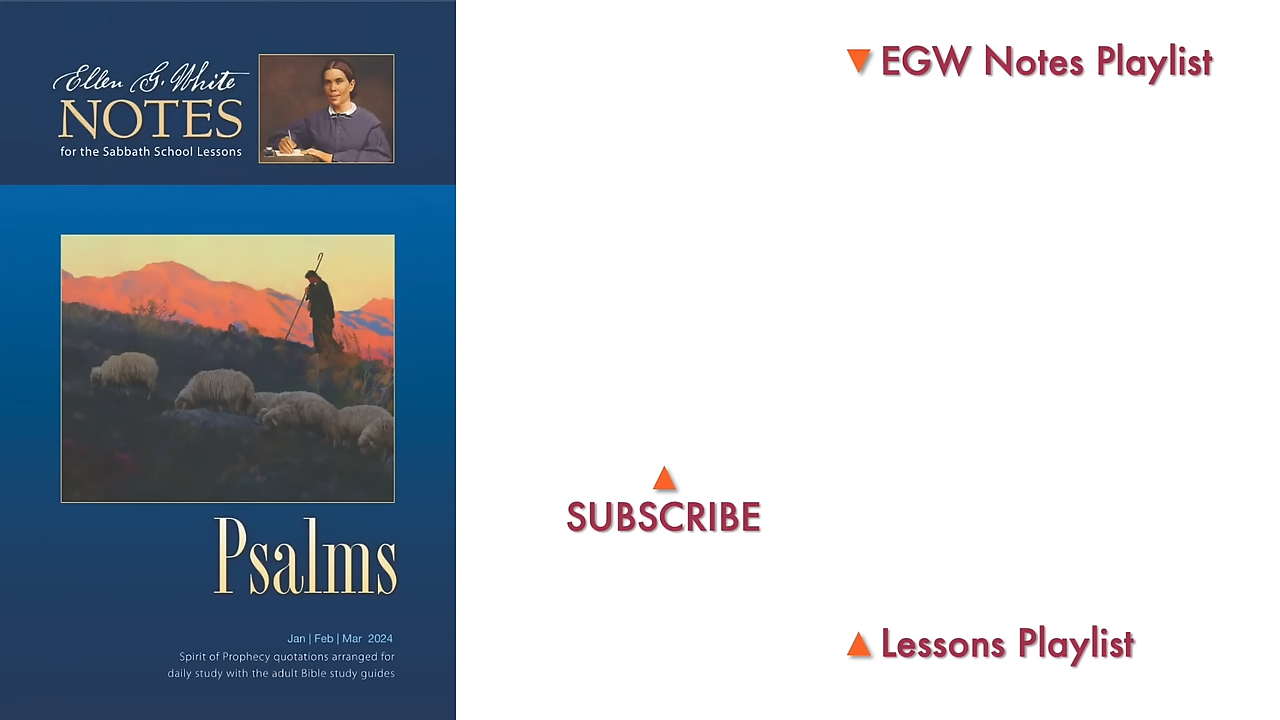 Ellen G. White
NOTES
for the Sabbath School Lessons
Psalms
Jan | Feb | Mar 2024
Spirit of Prophecy quotations arranged for
daily study with the adult Bible study guides
▼ EGW Notes Playlist
▲
SUBSCRIBE
▲ Lessons Playlist